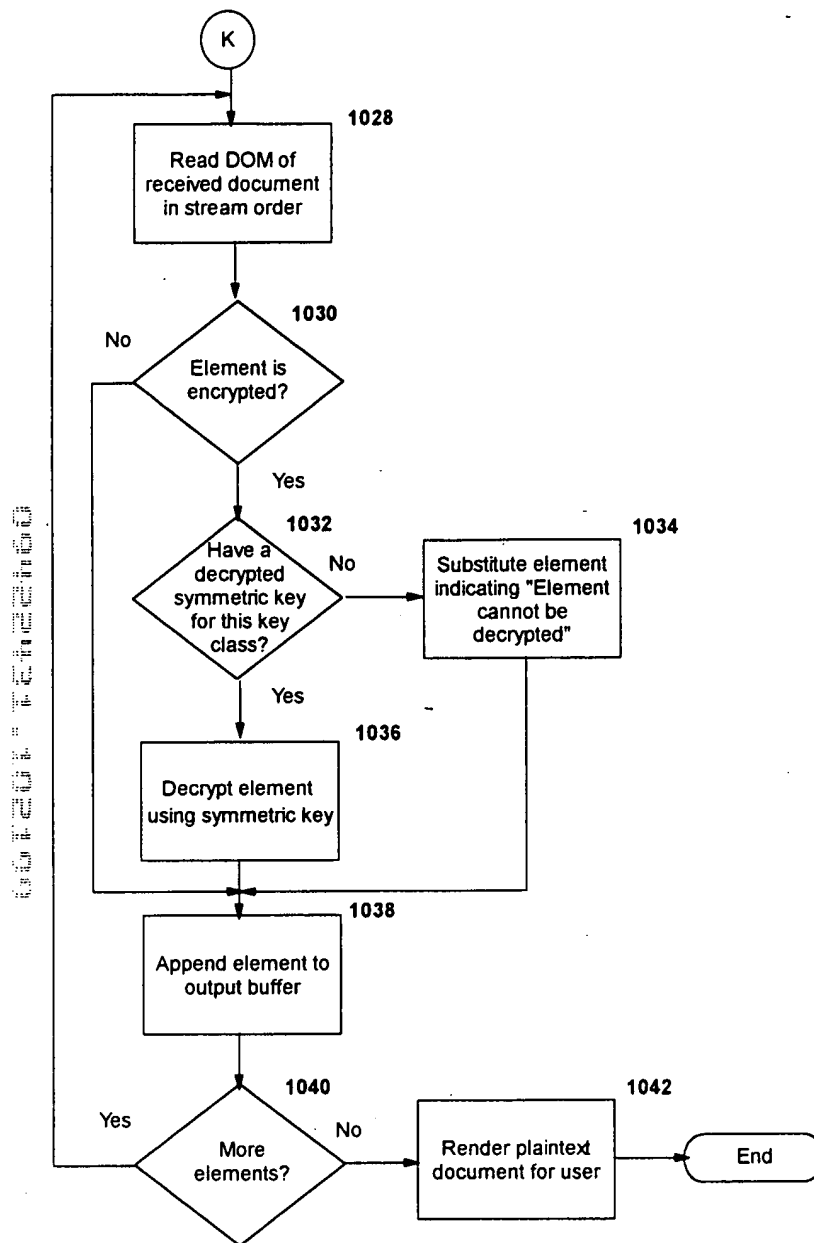 K
1028
Read DOM of
received document
in stream order
1030
No
Element is
encrypted?
Yes
1032
Have a
decrypted
symmetric key
for this key
class?
No
1034
Substitute element
indicating "Element
cannot be
decrypted"
Yes
1036
Decrypt element
using symmetric key
1038
Append element to
output buffer
1040
Yes
More
elements?
No
1042
Render plaintext
document for user
End